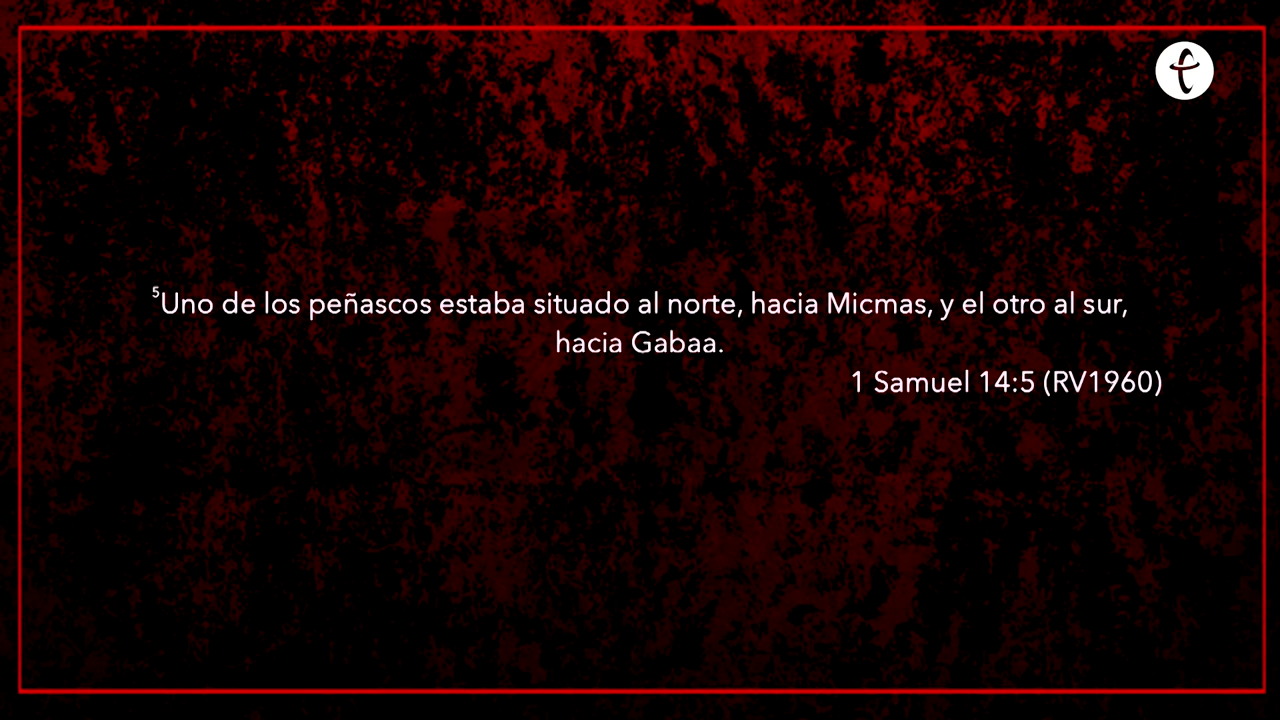 ⁵Uno de los peñascos estaba situado al norte, hacia Micmas, y el otro al sur,
hacia Gabaa.
1 Samuel 14:5 (RV1960)